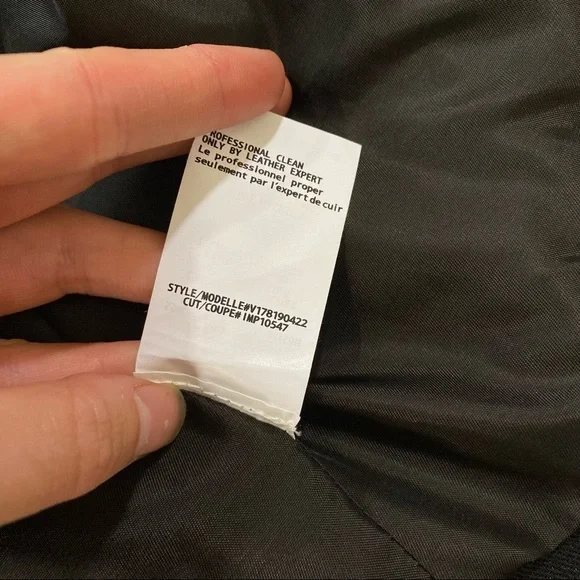 ROFESSIONAL CLEAN
ONLY BY LEATHER EXPERT
Le professionnel proper
seulement par l'expert de cuir
STYLE/MODELLE#V178190422
CUT/COUPE# IMP10547